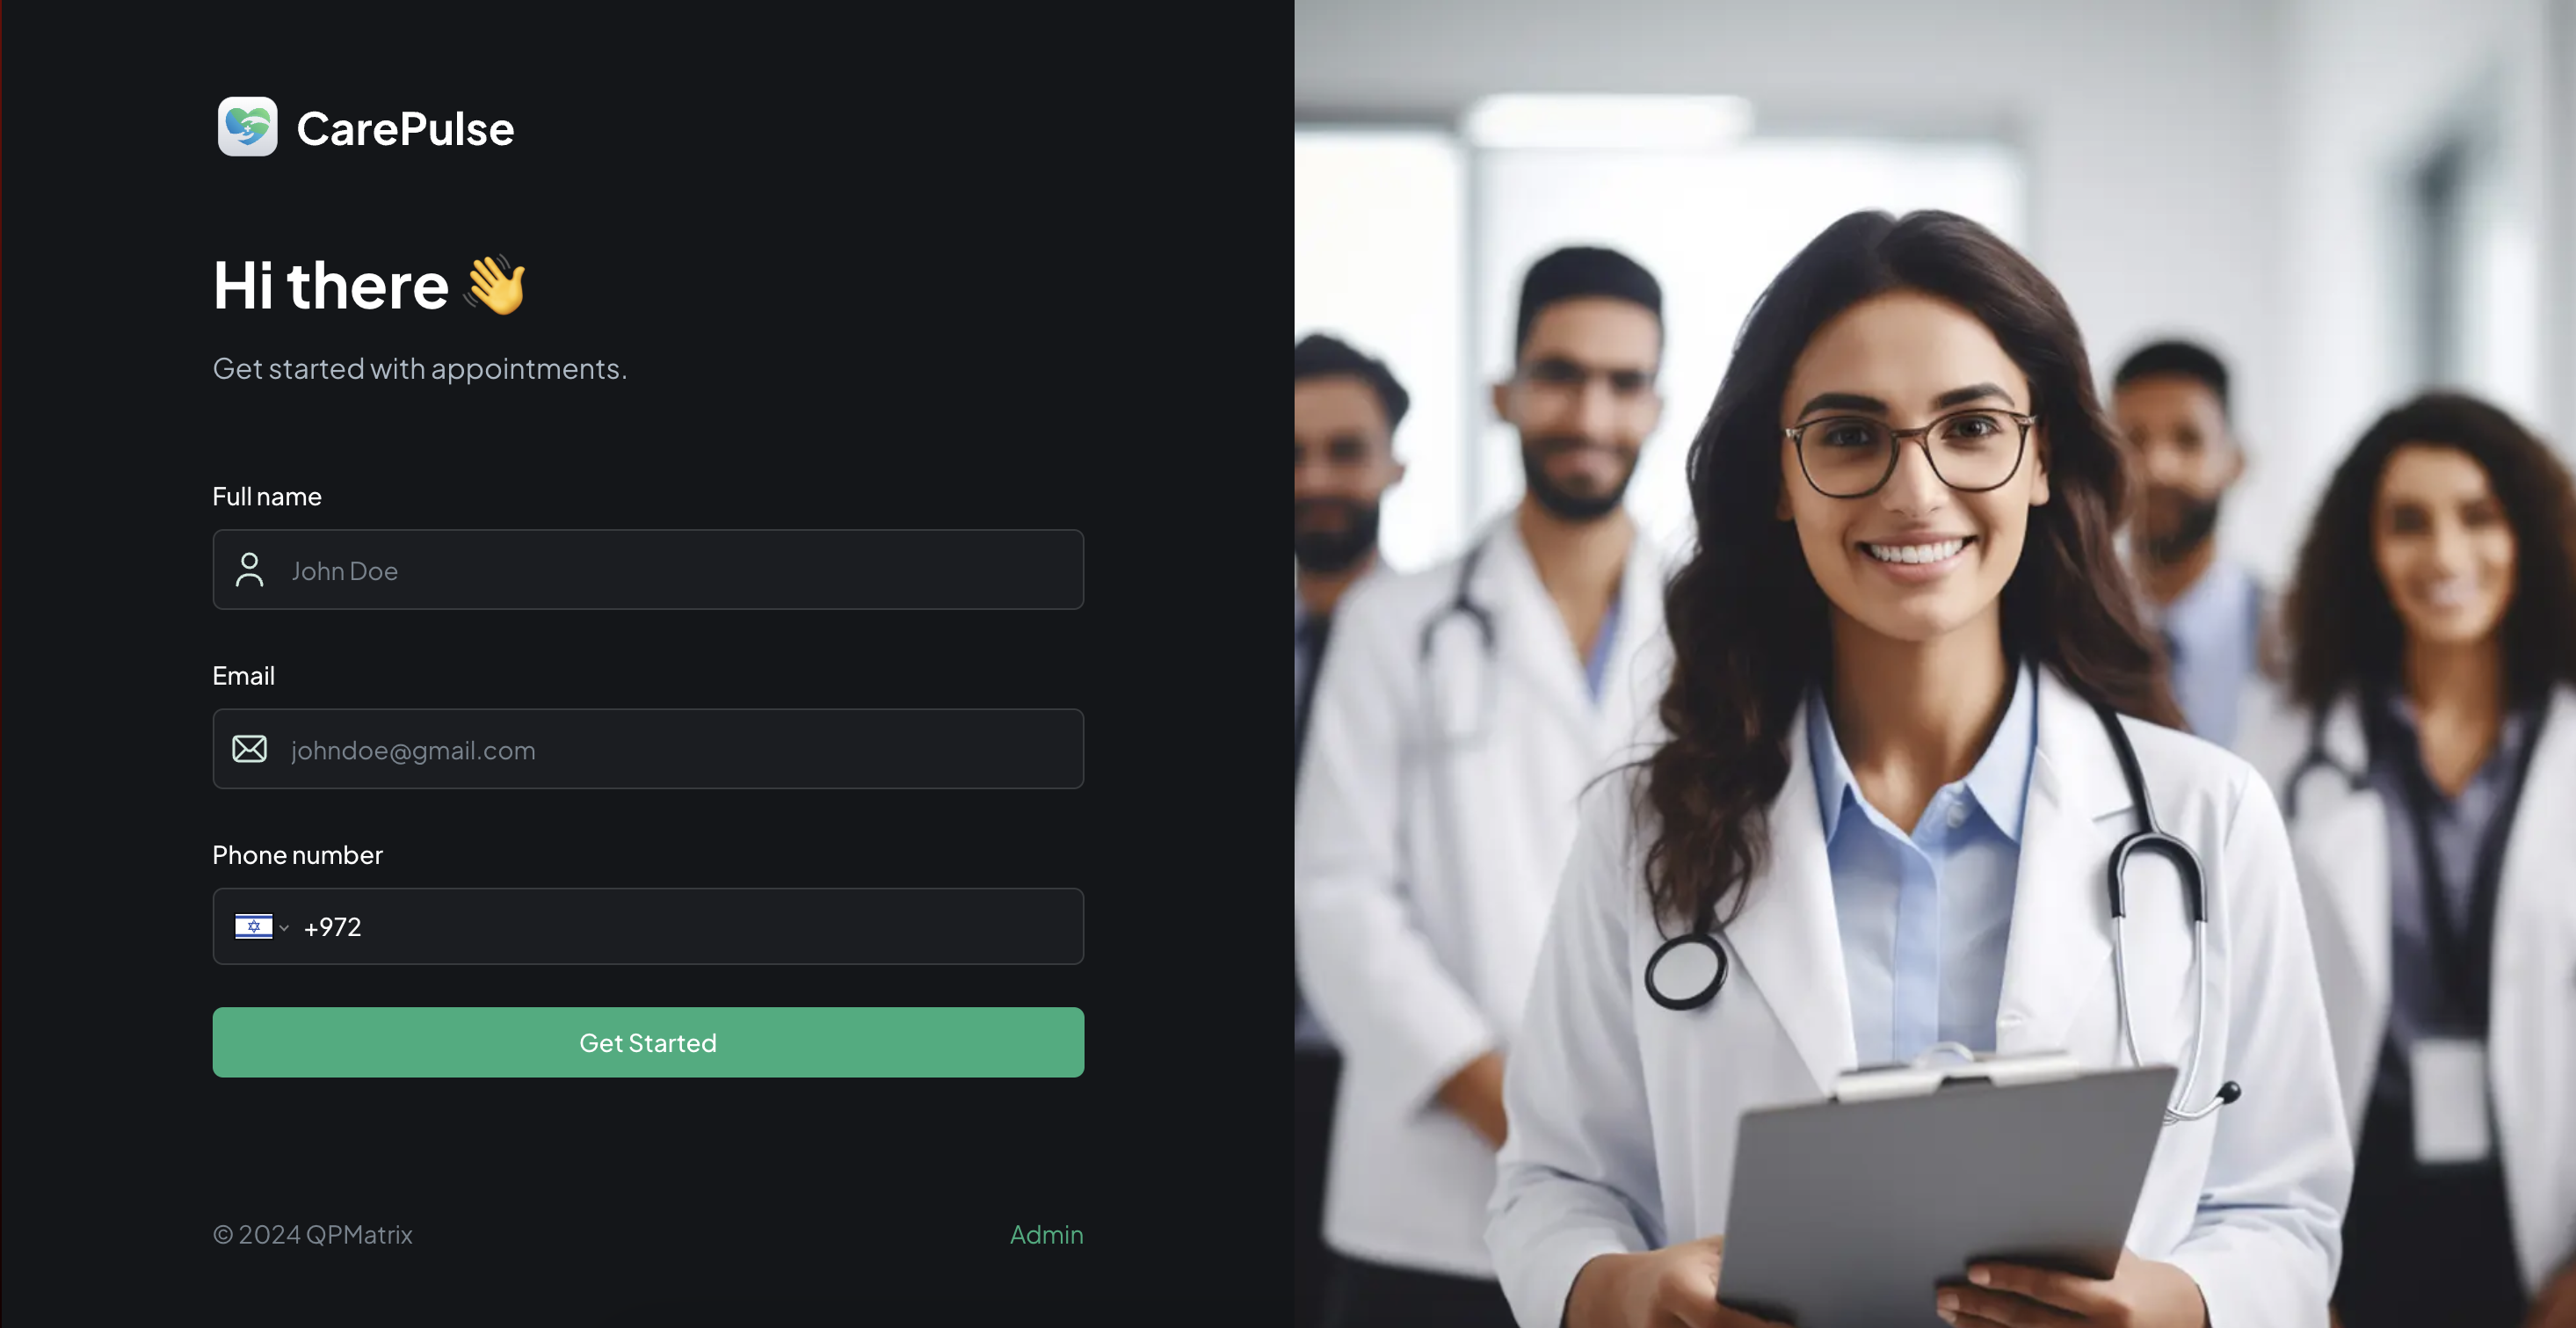 CarePulse
Hi there 👋
Get started with appointments.
Full name
John Doe
Email
johndoe@gmail.com
Phone number
+972
Get Started
© 2024 QPMatrix
Admin